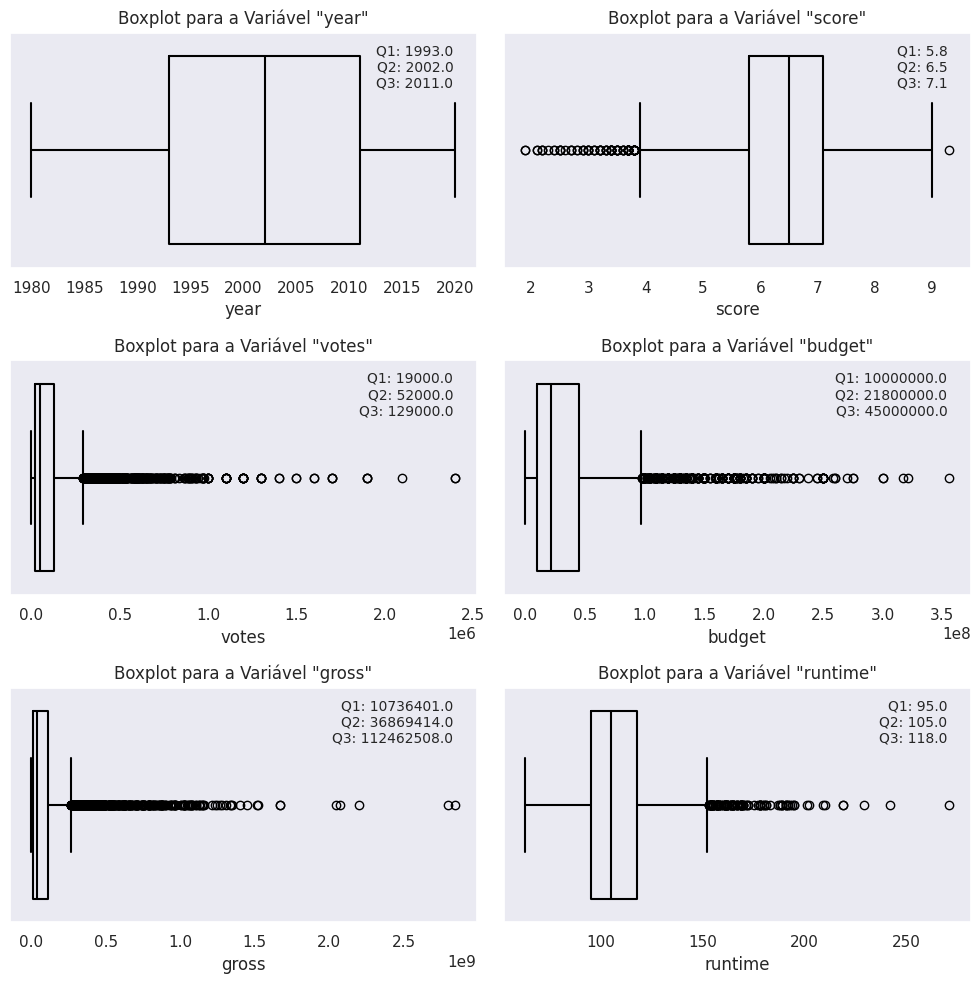 Boxplot para a Variável "year"
Q1: 1993.0
Q2: 2002.0
Q3: 2011.0
1980 1985 1990 1995 2000 2005 2010 2015 2020
year
Boxplot para a Variável "score"
Q1: 5.8
Q2: 6.5
Q3: 7.1
2 3 4 5 6 7 8 9
score
Boxplot para a Variável "votes"
Q1: 19000.0
Q2: 52000.0
Q3: 129000.0
0.0 0.5 1.0 1.5 2.0 2.5
votes
1e6
Boxplot para a Variável "budget"
Q1: 10000000.0
Q2: 21800000.0
Q3: 45000000.0
0.0 0.5 1.0 1.5 2.0 2.5 3.0 3.5
budget
1e8
Boxplot para a Variável "gross"
Q1: 10736401.0
Q2: 36869414.0
Q3: 112462508.0
0.0 0.5 1.0 1.5 2.0 2.5
gross
1e9
Boxplot para a Variável "runtime"
Q1: 95.0
Q2: 105.0
Q3: 118.0
100 150 200 250
runtime